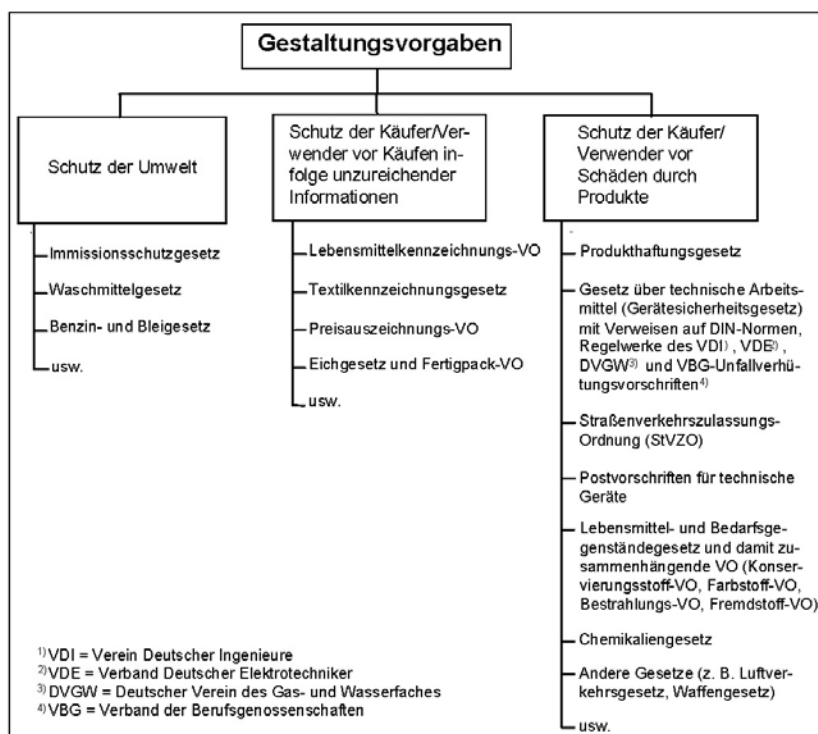 Gestaltungsvorgaben
Schutz der Umwelt
Immissionsschutzgesetz
Waschmittelgesetz
Benzin- und Bleigesetz
usw.
Schutz der Käufer/Ver-
wender vor Käufen in-
folge unzureichender
Informationen
Lebensmittelkennzeichnungs-VO
Textilkennzeichnungsgesetz
Preisauszeichnungs-VO
Eichgesetz und Fertigpack-VO
usw.
Schutz der Käufer/
Verwender vor
Schäden durch
Produkte
Produkthaftungsgesetz
Gesetz über technische Arbeits-
mittel (Gerätesicherheitsgesetz)
mit Verweisen auf DIN-Normen,
Regelwerke des VDI1), VDE2),
DVGW3) und VBG-Unfallverhü-
tungsvorschriften4)
Straßenverkehrszulassungs-
Ordnung (StVZO)
Postvorschriften für technische
Geräte
Lebensmittel- und Bedarfsge-
genständegesetz und damit zu-
sammenhängende VO (Konser-
vierungsstoff-VO, Farbstoff-VO,
Bestrahlungs-VO, Fremdstoff-VO)
Chemikaliengesetz
Andere Gesetze (z. B. Luftver-
kehrsgesetz, Waffengesetz)
usw.
1) VDI = Verein Deutscher Ingenieure
2) VDE = Verband Deutscher Elektrotechniker
3) DVGW = Deutscher Verein des Gas- und Wasserfaches
4) VBG = Verband der Berufsgenossenschaften